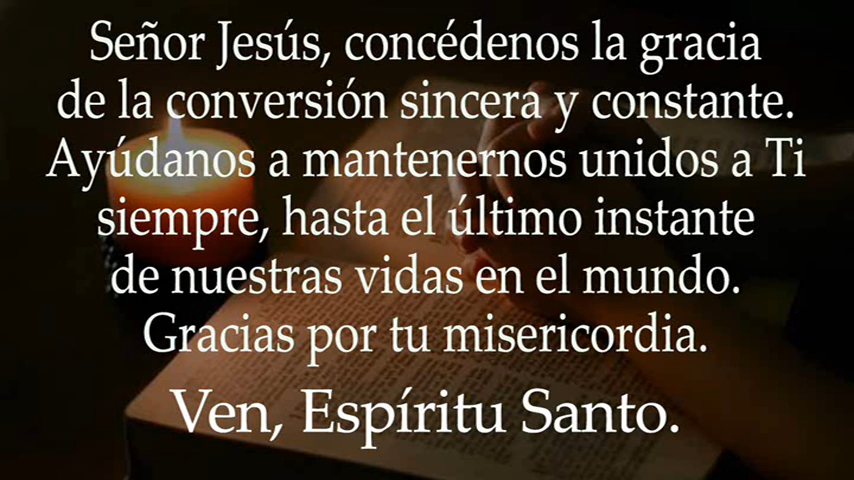 Señor Jesús, concédenos la gracia
de la conversión sincera y constante.
Ayúdanos a mantenernos unidos a Ti
siempre, hasta el último instante
de nuestras vidas en el mundo.
Gracias por tu misericordia.
Ven, Espíritu Santo.